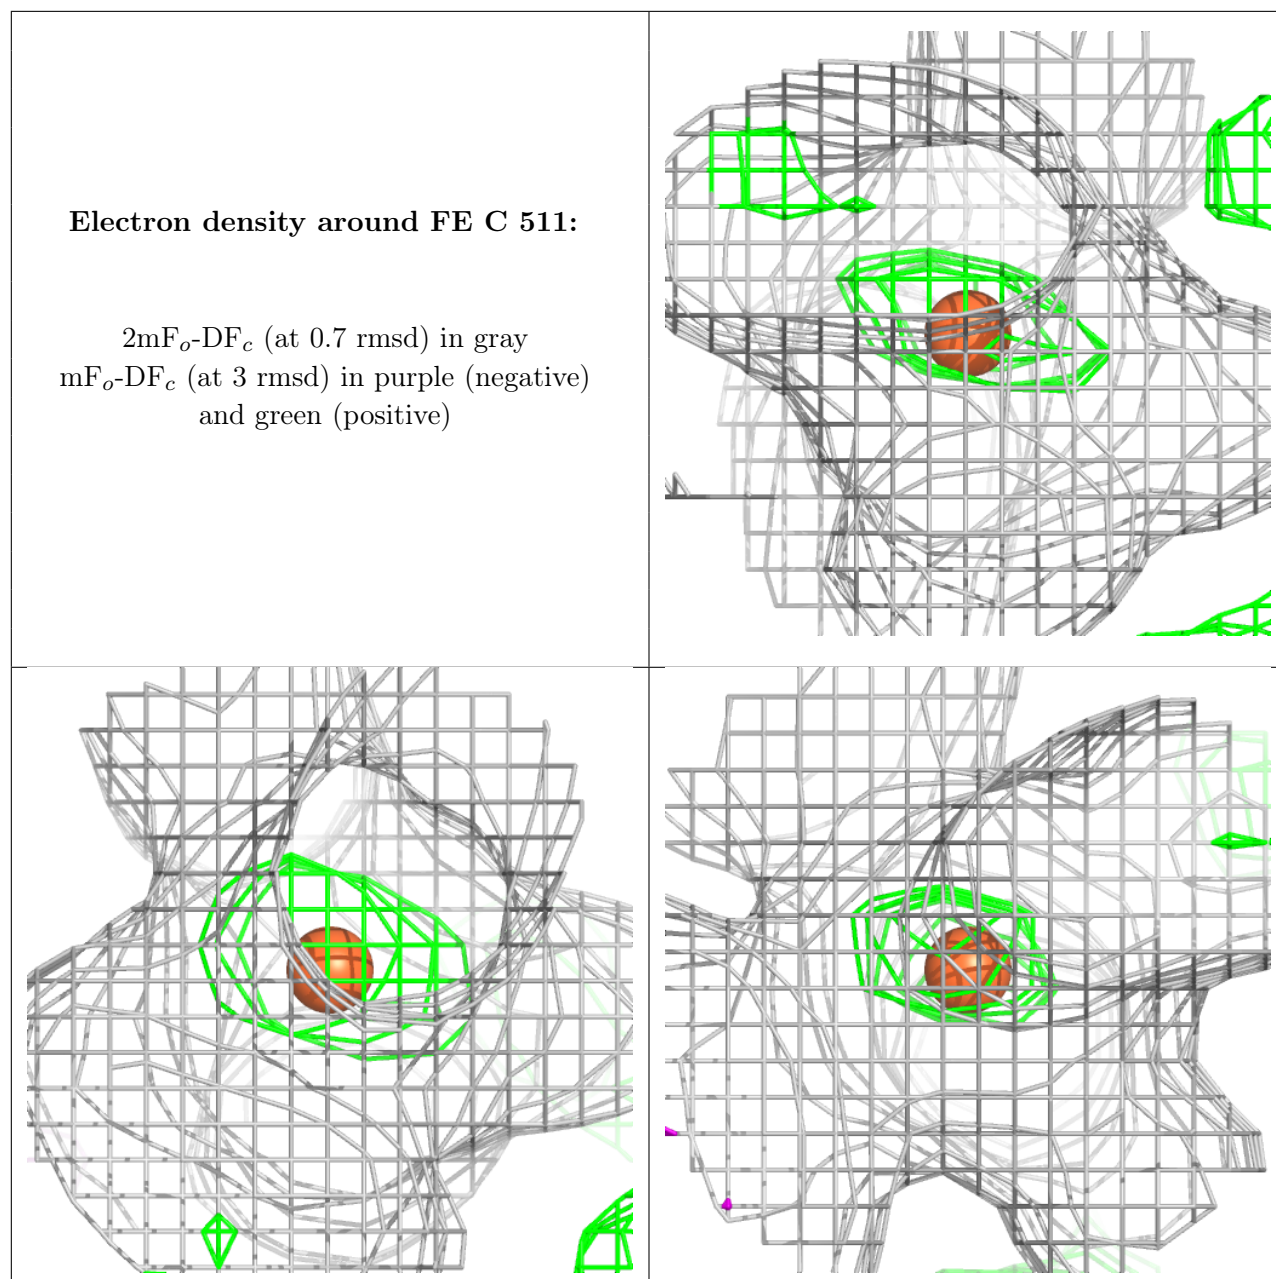 Electron density around FE C 511:
2mFo-DFc (at 0.7 rmsd) in gray
mFo-DFc (at 3 rmsd) in purple (negative)
and green (positive)